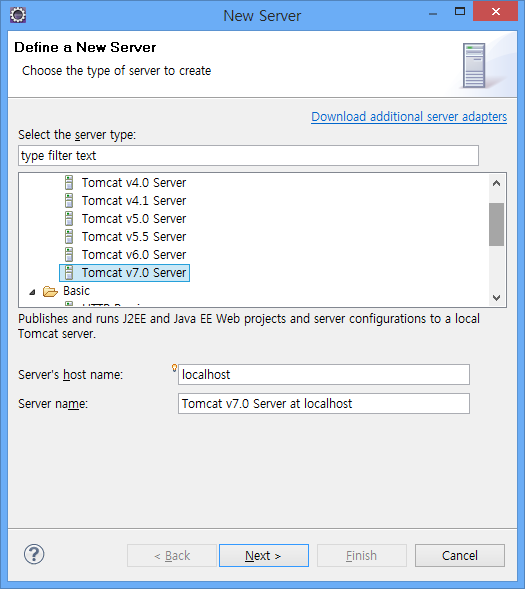 New Server
Define a New Server
Choose the type of server to create
Download additional server adapters
Select the server type:
type filter text
Tomcat v4.0 Server
Tomcat v4.1 Server
Tomcat v5.0 Server
Tomcat v5.5 Server
Tomcat v6.0 Server
Tomcat v7.0 Server
Basic
Publishes and runs J2EE and Java EE Web projects and server configurations to a local
Tomcat server.
Server's host name: localhost
Server name: Tomcat v7.0 Server at localhost
? < Back Next > Finish Cancel